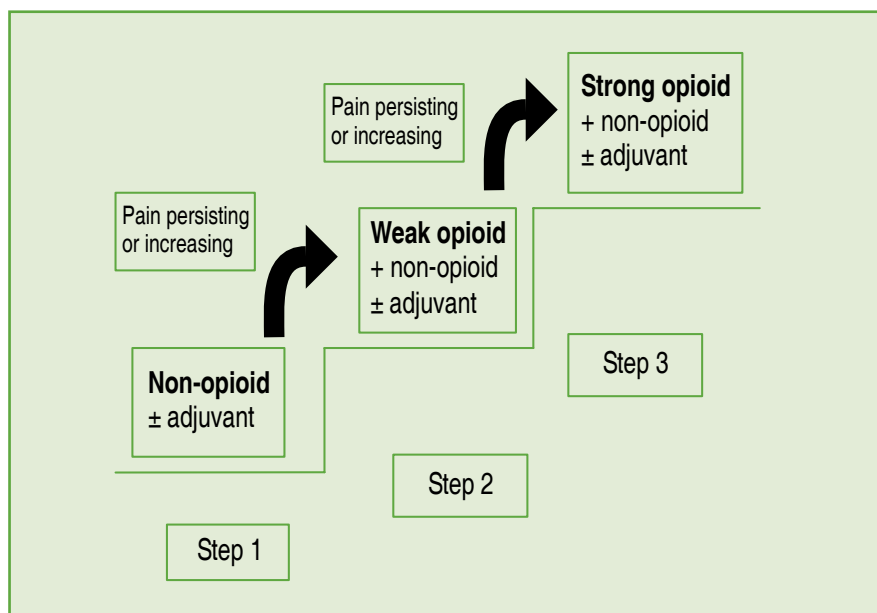 Pain persisting
or increasing
Strong opioid
+ non-opioid
± adjuvant
Pain persisting
or increasing
Weak opioid
+ non-opioid
± adjuvant
Non-opioid
± adjuvant
Step 3
Step 2
Step 1